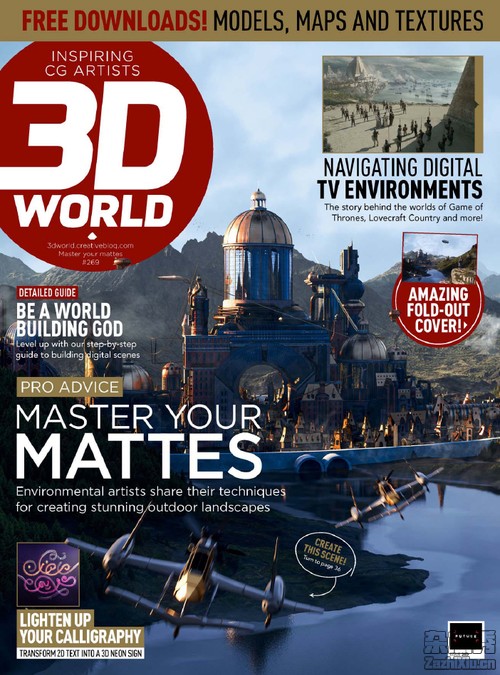 FREE DOWNLOADS! MODELS, MAPS AND TEXTURES
INSPIRING
CG ARTISTS
3D
WORLD
3dworld.creativebloq.com
Master your mattes
#269
NAVIGATING DIGITAL
TV ENVIRONMENTS
The story behind the worlds of Game of
Thrones, Lovecraft Country and more!
AMAZING
FOLD-OUT
COVER!
DETAILED GUIDE
BE A WORLD
BUILDING GOD
Level up with our step-by-step
guide to building digital scenes
PRO ADVICE
MASTER YOUR
MATTES
Environmental artists share their techniques
for creating stunning outdoor landscapes
CREATE
THIS SCENE!
Turn to page 36
LIGHTEN UP
YOUR CALLIGRAPHY
TRANSFORM 2D TEXT INTO A 3D NEON SIGN
FUTURE
Zazhixiu.cn